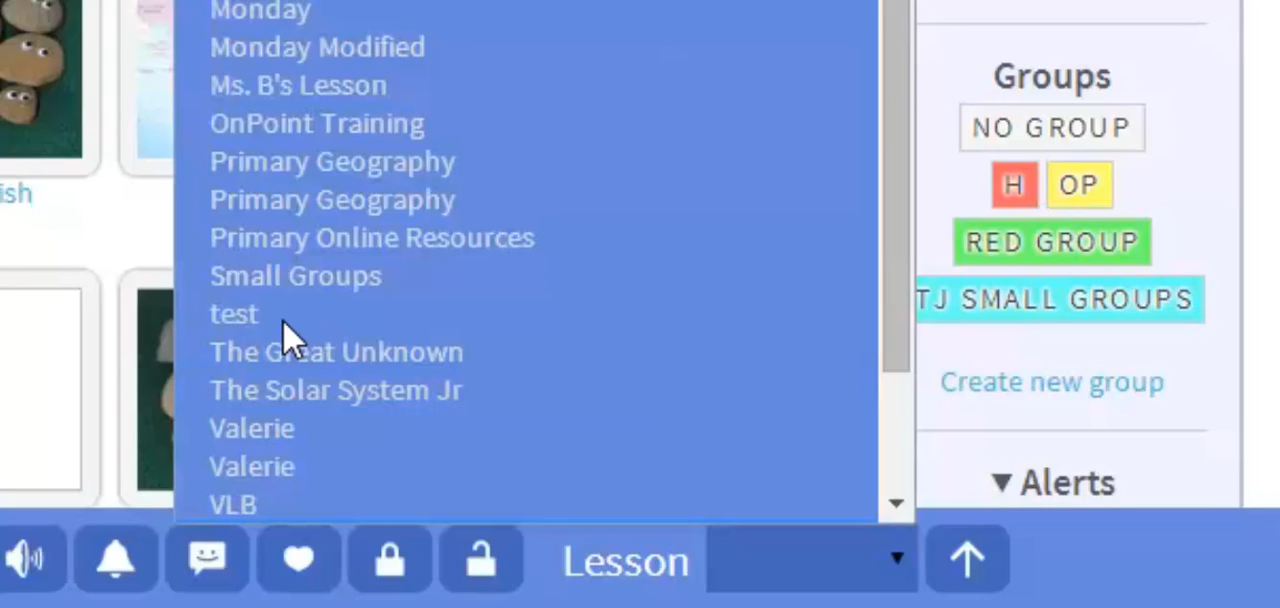 Monday
Monday Modified
Ms. B's Lesson
OnPoint Training
Primary Geography
Primary Geography
Primary Online Resources
Small Groups
test
The Great Unknown
The Solar System Jr
Valerie
Valerie
VLB
ish
Groups
NO GROUP
H OP
RED GROUP
TJ SMALL GROUPS
Create new group
▼ Alerts
Lesson